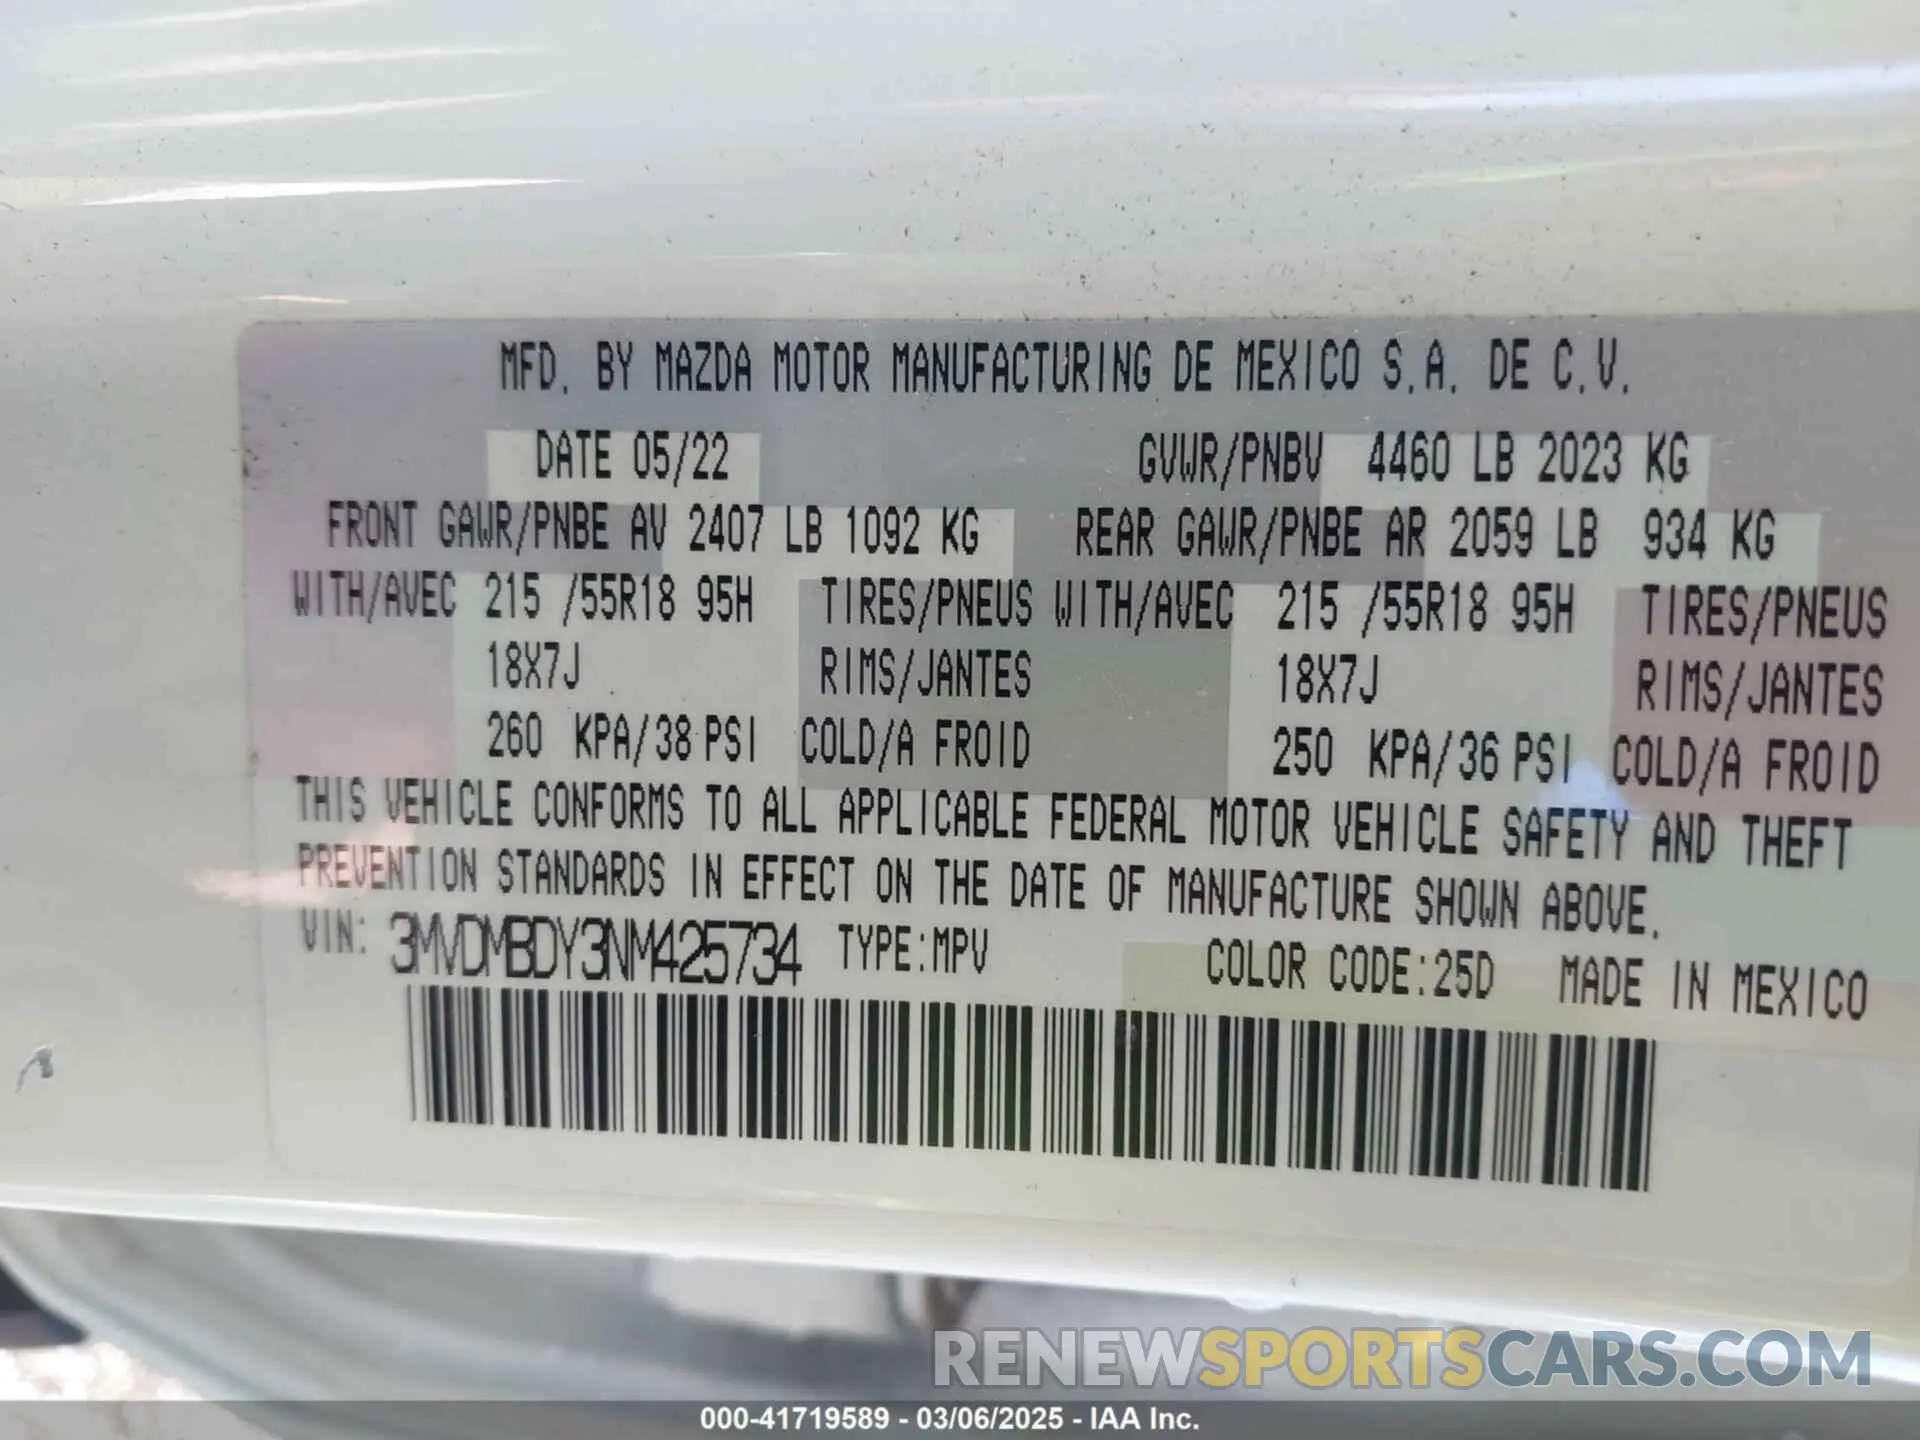 MFD. BY MAZDA MOTOR MANUFACTURING DE MEXICO S.A. DE C.V.
DATE 05/22 GVWR/PNBV 4460 LB 2023 KG
FRONT GAWR/PNBE AV 2407 LB 1092 KG REAR GAWR/PNBE AR 2059 LB 934 KG
WITH/AVEC 215 /55R18 95H TIRES/PNEUS WITH/AVEC 215 /55R18 95H TIRES/PNEUS
18X7J RIMS/JANTES 18X7J RIMS/JANTES
260 KPA/38 PSI COLD/A FROID 250 KPA/36 PSI COLD/A FROID
THIS VEHICLE CONFORMS TO ALL APPLICABLE FEDERAL MOTOR VEHICLE SAFETY AND THEFT
PREVENTION STANDARDS IN EFFECT ON THE DATE OF MANUFACTURE SHOWN ABOVE.
VIN: 3MVDMBDY3NM425734 TYPE:MPV COLOR CODE:25D MADE IN MEXICO
RENEWSPORTSCARS.COM
000-41719589 - 03/06/2025 - IAA Inc.